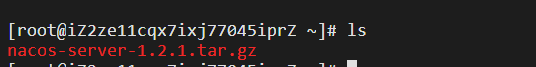 [root@iZ2ze11cqx7ixj77045iprZ ~]# ls
nacos-server-1.2.1.tar.gz